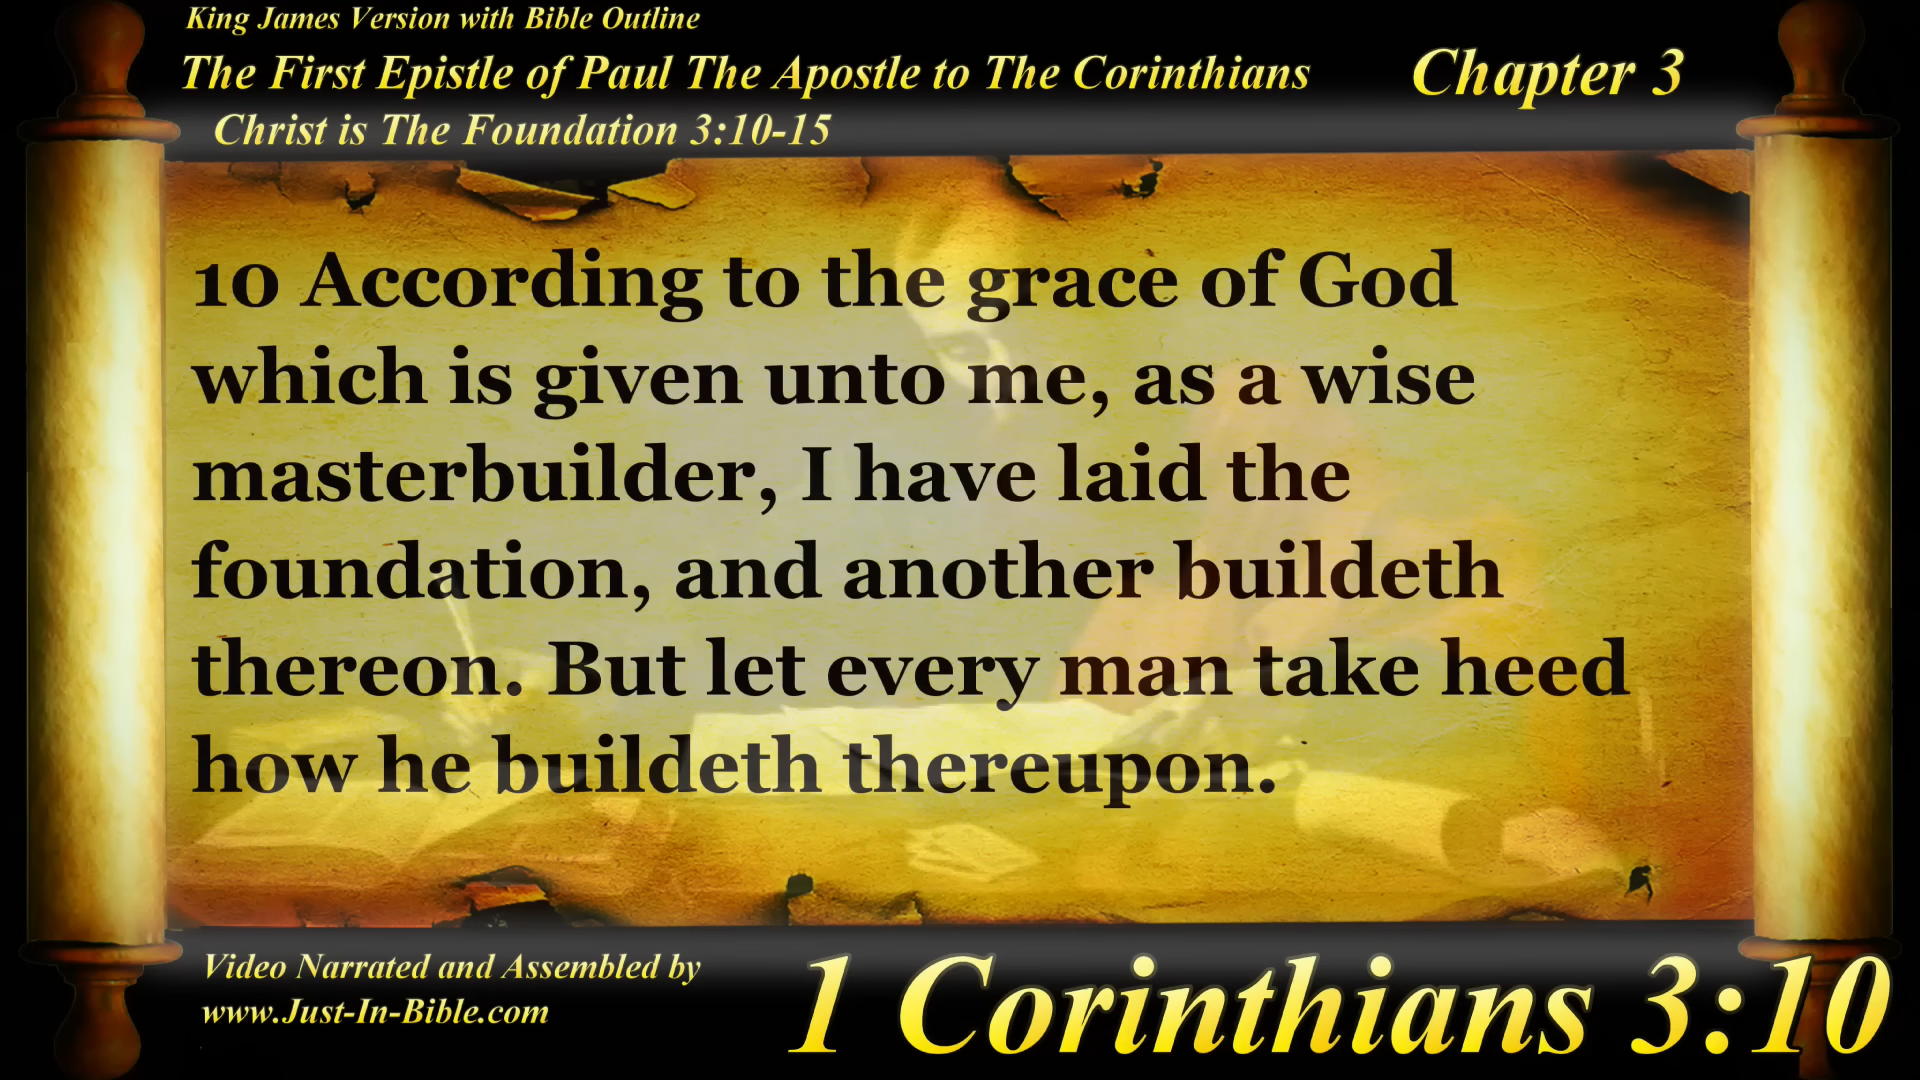 King James Version with Bible Outline
The First Epistle of Paul The Apostle to The Corinthians
Chapter 3
Christ is The Foundation 3:10-15
10 According to the grace of God
which is given unto me, as a wise
masterbuilder, I have laid the
foundation, and another buildeth
thereon. But let every man take heed
how he buildeth thereupon.
Video Narrated and Assembled by
www.Just-In-Bible.com
1 Corinthians 3:10